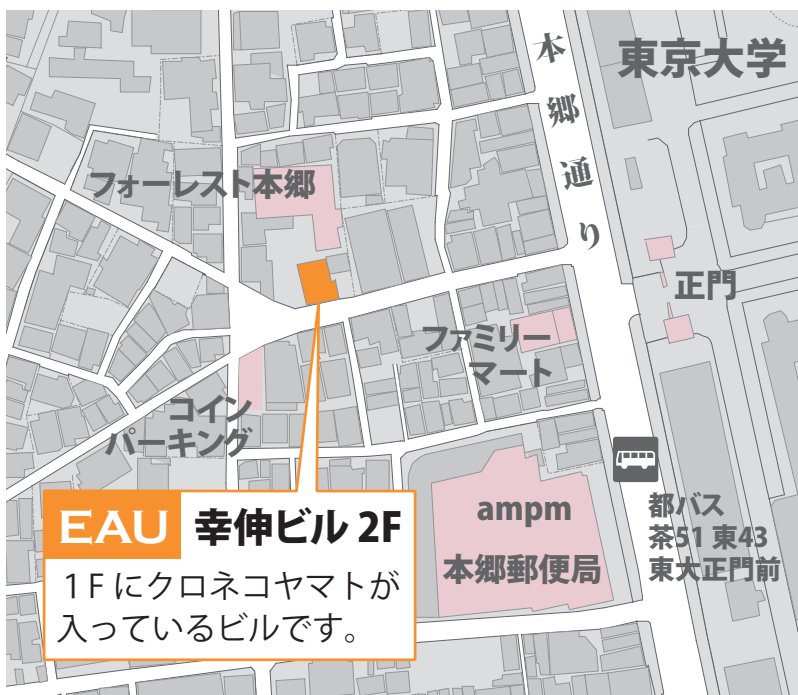 東京大学
本郷通り
フォーレスト本郷
正門
ファミリー
マート
コイン
パーキング
ampm
本郷郵便局
都バス
茶51 東43
東大正門前
EAU 幸伸ビル 2F
1Fにクロネコヤマトが
入っているビルです。